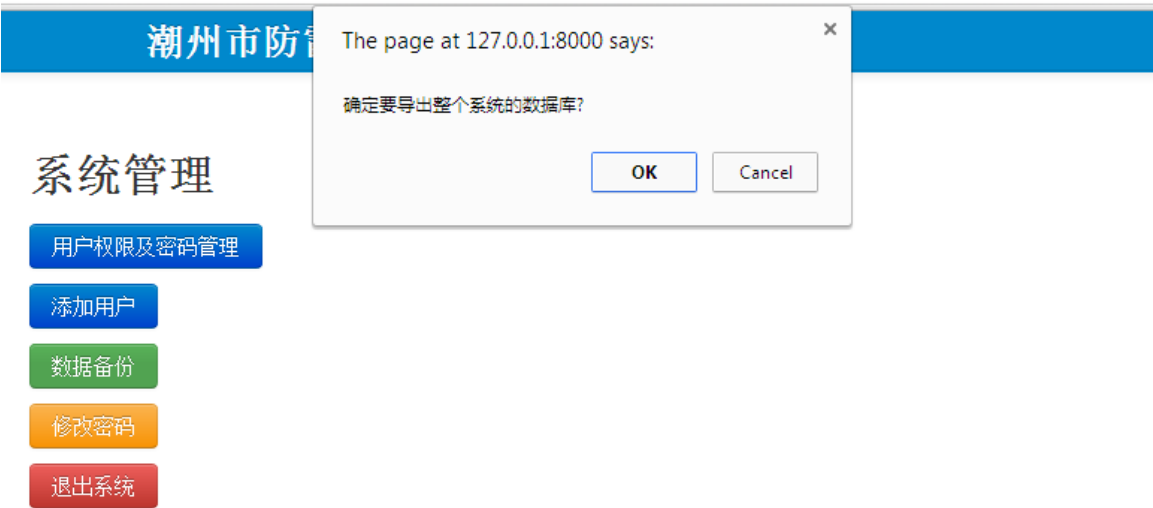 潮州市防
The page at 127.0.0.1:8000 says:
确定要导出整个系统的数据库?
OK
Cancel
系统管理
用户权限及密码管理
添加用户
数据备份
修改密码
退出系统